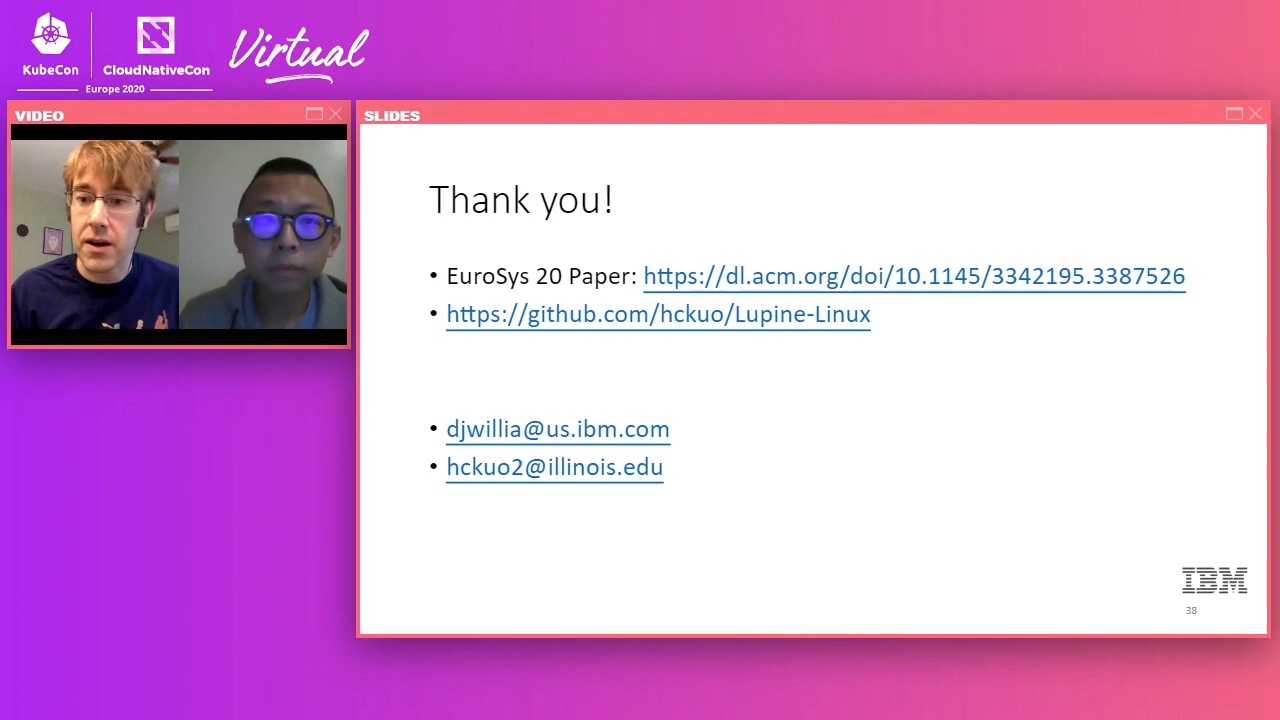 KubeCon
CloudNativeCon
Europe 2020
Virtual
VIDEO
SLIDES
Thank you!
• EuroSys 20 Paper: https://dl.acm.org/doi/10.1145/3342195.3387526
• https://github.com/hckuo/Lupine-Linux
• djwillia@us.ibm.com
• hckuo2@illinois.edu
IBM
38